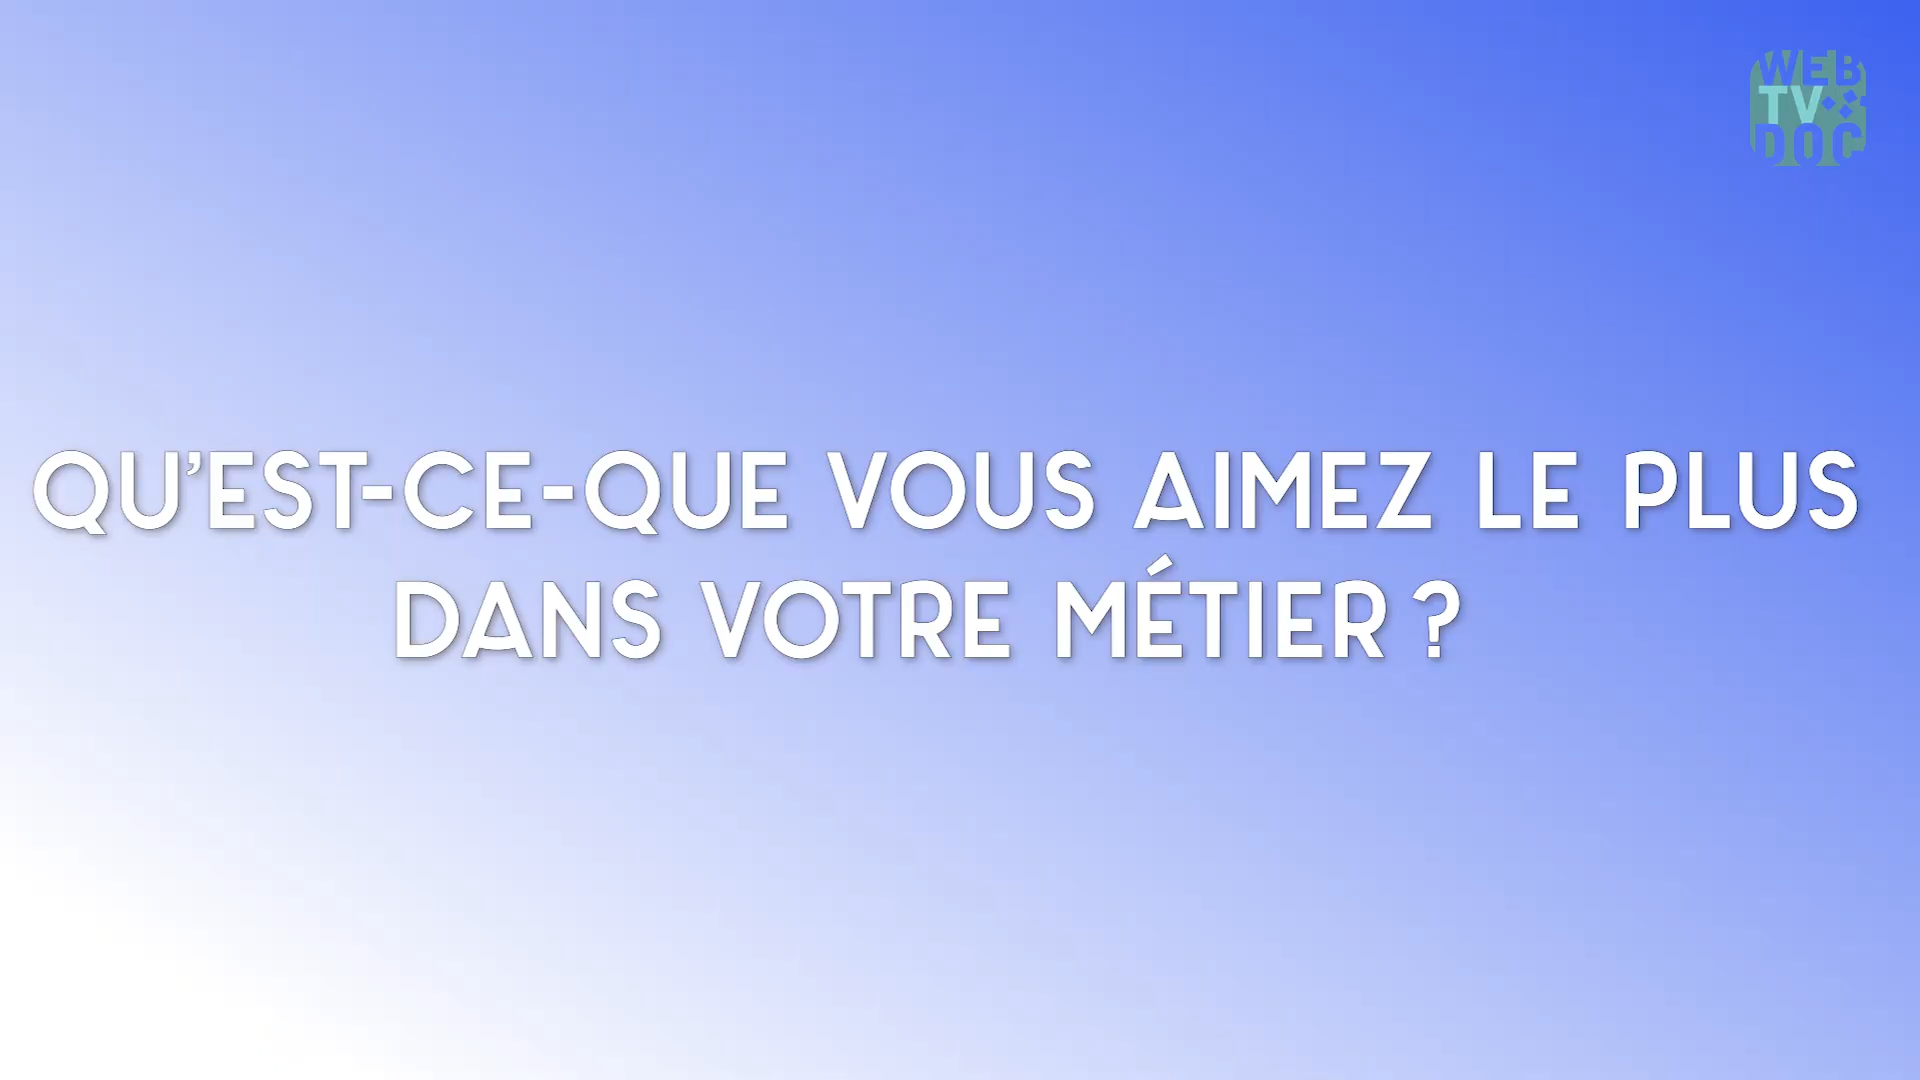 WEB
TV
DOC
QU'EST-CE-QUE VOUS AIMEZ LE PLUS
DANS VOTRE MÉTIER ?